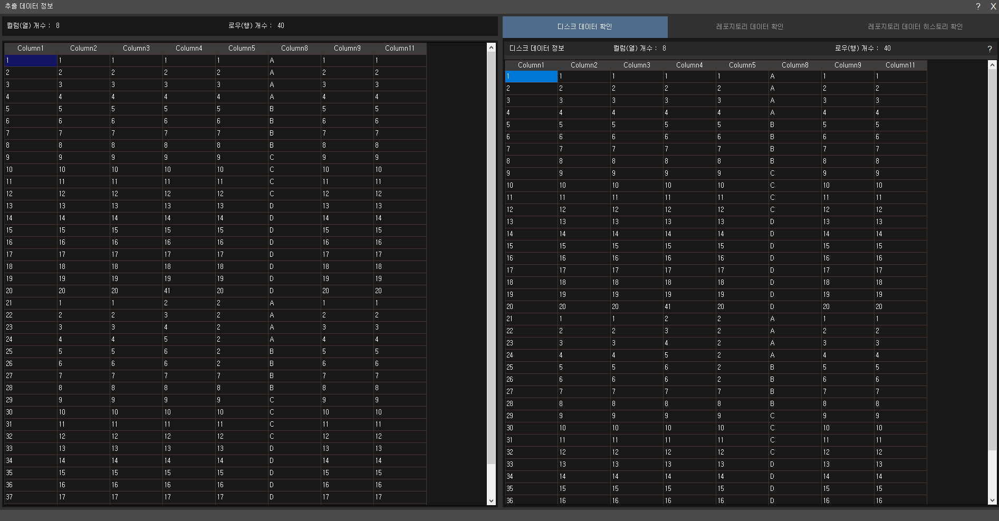 추출 데이터 정보
? X
컬럼(열) 개수 : 8 로우(행) 개수 : 40
Column1 Column2 Column3 Column4 Column5 Column8 Column9 Column11
1 1 1 1 1 A 1 1
2 2 2 2 2 A 2 2
3 3 3 3 3 A 3 3
4 4 4 4 4 A 4 4
5 5 5 5 5 B 5 5
6 6 6 6 6 B 6 6
7 7 7 7 7 B 7 7
8 8 8 8 8 B 8 8
9 9 9 9 9 C 9 9
10 10 10 10 10 C 10 10
11 11 11 11 11 C 11 11
12 12 12 12 12 C 12 12
13 13 13 13 13 D 13 13
14 14 14 14 14 D 14 14
15 15 15 15 15 D 15 15
16 16 16 16 16 D 16 16
17 17 17 17 17 D 17 17
18 18 18 18 18 D 18 18
19 19 19 19 19 D 19 19
20 20 20 41 20 D 20 20
21 1 1 2 2 A 1 1
22 2 2 3 2 A 2 2
23 3 3 4 2 A 3 3
24 4 4 5 2 A 4 4
25 5 5 6 2 B 5 5
26 6 6 6 2 B 6 6
27 7 7 7 7 B 7 7
28 8 8 8 8 B 8 8
29 9 9 9 9 C 9 9
30 10 10 10 10 C 10 10
31 11 11 11 11 C 11 11
32 12 12 12 12 C 12 12
33 13 13 13 13 D 13 13
34 14 14 14 14 D 14 14
35 15 15 15 15 D 15 15
36 16 16 16 16 D 16 16
37 17 17 17 17 D 17 17
디스크 데이터 확인 레포지토리 데이터 확인 레포지토리 데이터 히스토리 확인
디스크 데이터 정보 컬럼(열) 개수 : 8 로우(행) 개수 : 40 ?
Column1 Column2 Column3 Column4 Column5 Column8 Column9 Column11
1 1 1 1 1 A 1 1
2 2 2 2 2 A 2 2
3 3 3 3 3 A 3 3
4 4 4 4 4 A 4 4
5 5 5 5 5 B 5 5
6 6 6 6 6 B 6 6
7 7 7 7 7 B 7 7
8 8 8 8 8 B 8 8
9 9 9 9 9 C 9 9
10 10 10 10 10 C 10 10
11 11 11 11 11 C 11 11
12 12 12 12 12 C 12 12
13 13 13 13 13 D 13 13
14 14 14 14 14 D 14 14
15 15 15 15 15 D 15 15
16 16 16 16 16 D 16 16
17 17 17 17 17 D 17 17
18 18 18 18 18 D 18 18
19 19 19 19 19 D 19 19
20 20 20 41 20 D 20 20
21 1 1 2 2 A 1 1
22 2 2 3 2 A 2 2
23 3 3 4 2 A 3 3
24 4 4 5 2 A 4 4
25 5 5 6 2 B 5 5
26 6 6 6 2 B 6 6
27 7 7 7 7 B 7 7
28 8 8 8 8 B 8 8
29 9 9 9 9 C 9 9
30 10 10 10 10 C 10 10
31 11 11 11 11 C 11 11
32 12 12 12 12 C 12 12
33 13 13 13 13 D 13 13
34 14 14 14 14 D 14 14
35 15 15 15 15 D 15 15
36 16 16 16 16 D 16 16